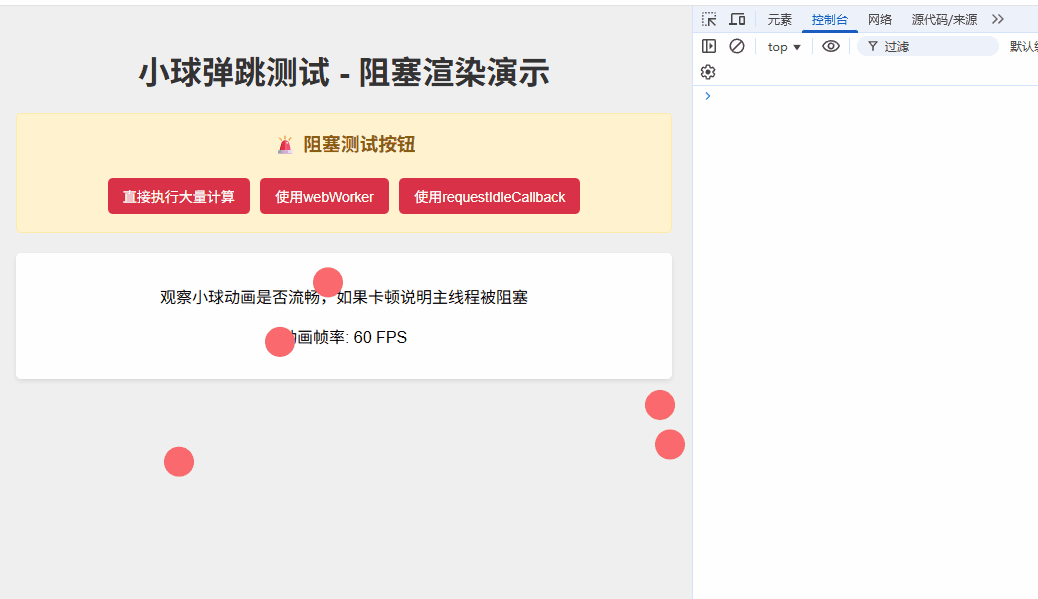 小球弹跳测试 - 阻塞渲染演示
阻塞测试按钮
直接执行大量计算
使用webWorker
使用requestIdleCallback
观察小球动画是否流畅，如果卡顿说明主线程被阻塞
动画帧率: 60 FPS
元素
控制台
网络
源代码/来源
top
过滤
默认